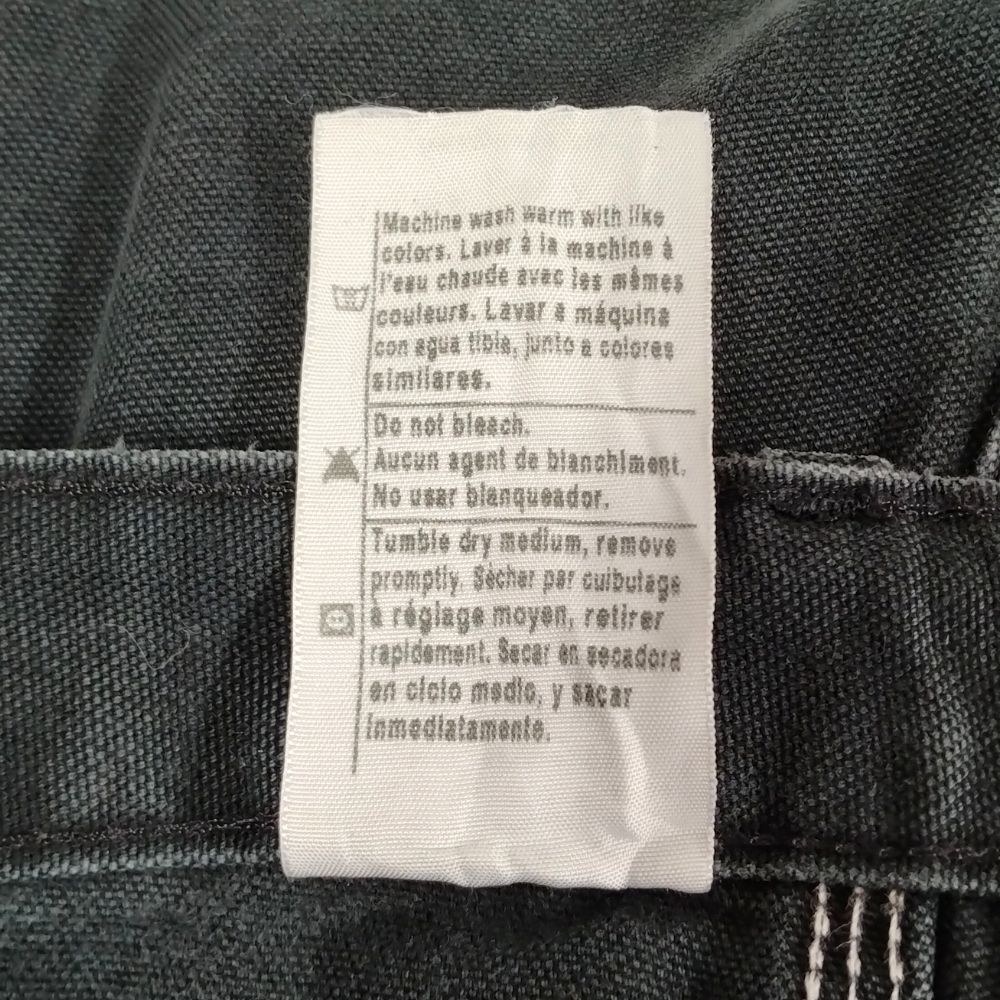 Machine wash warm with like
colors. Laver à la machine à
l'eau chaude avec les mêmes
couleurs. Lavar a máquina
con agua tibia, junto a colores
similares.
Do not bleach.
Aucun agent de blanchiment.
No usar blanqueador.
Tumble dry medium, remove
promptly. Sécher par culbutage
à réglage moyen, retirer
rapidement. Secar en secadora
en ciclo medio, y sacar
inmediatamente.